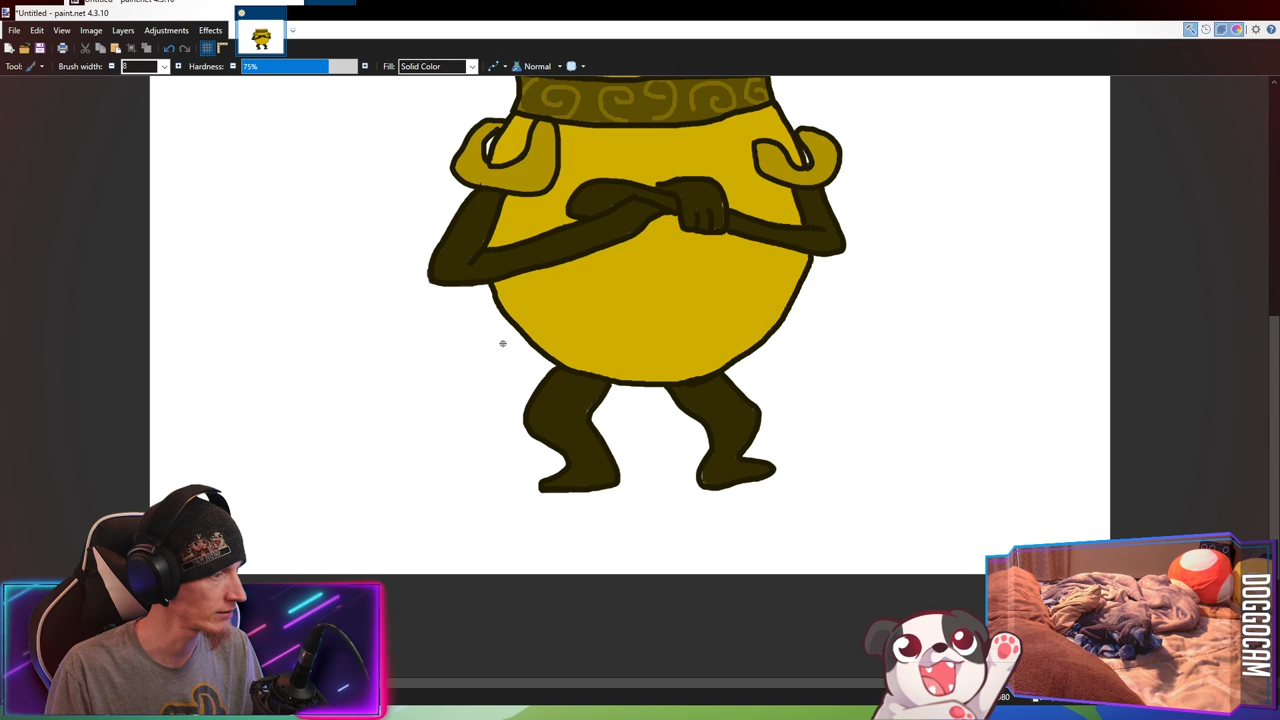 *Untitled - paint.net 4.3.10
File Edit View Image Layers Adjustments Effects
Tool: Brush width: 8 Hardness: 75% Fill: Solid Color Normal
DOGGOCAM